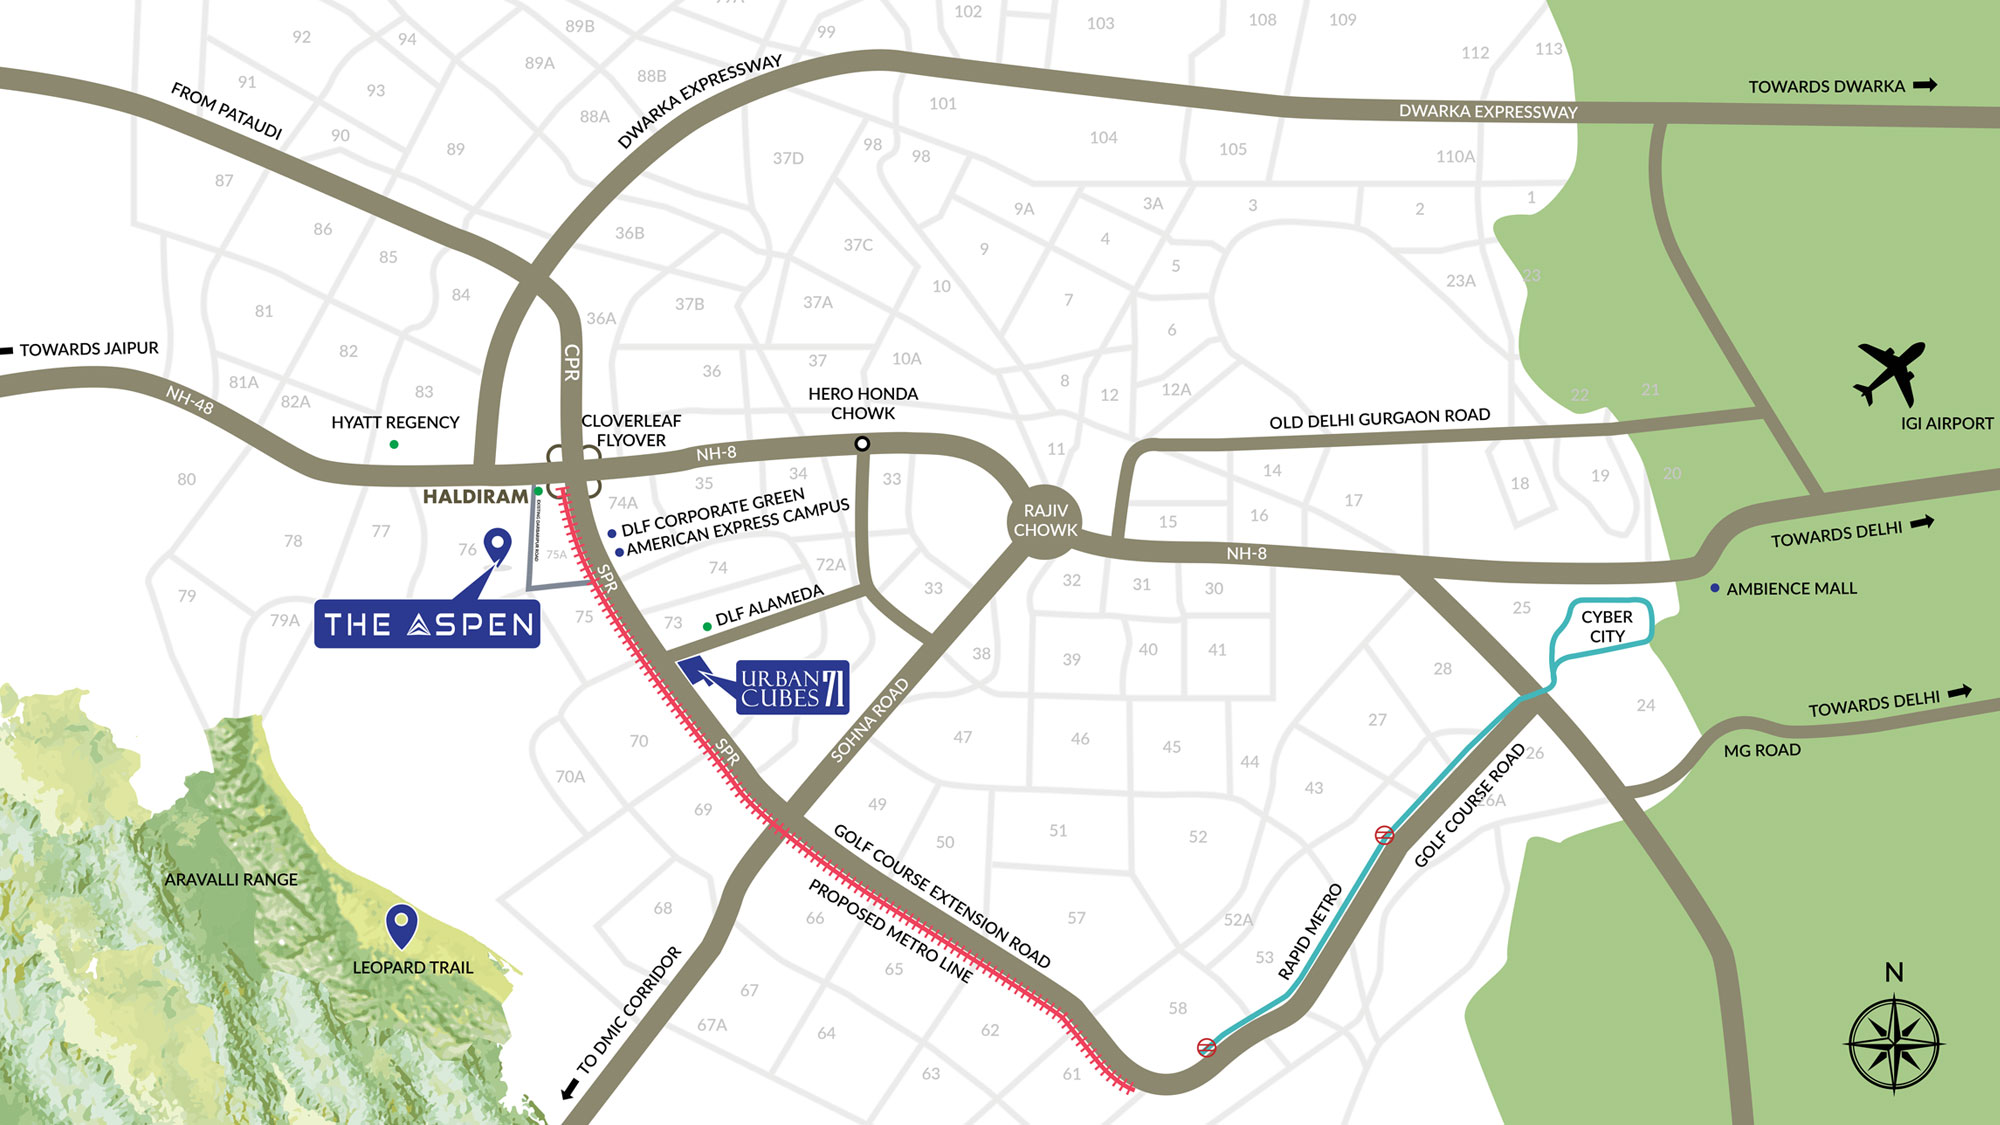 99A
102
103
108
109
92
94
89B
99
112
113
89A
88B
91
93
FROM PATAUDI
DWARKA EXPRESSWAY
TOWARDS DWARKA
DWARKA EXPRESSWAY
101
88A
90
89
37D
98
98
104
105
110A
87
86
36B
9A
3A
3
2
1
85
37C
9
4
5
23A
23
84
10
81
36A
37B
37A
7
6
TOWARDS JAIPUR
82
CPR
36
37
10A
81A
82A
83
8
12
12A
22
21
IGI AIRPORT
NH-48
HYATT REGENCY
CLOVERLEAF
FLYOVER
HERO HONDA
CHOWK
OLD DELHI GURGAON ROAD
NH-8
11
80
HALDIRAM
74A
35
34
33
14
17
18
19
20
DLF CORPORATE GREEN
AMERICAN EXPRESS CAMPUS
RAJIV
CHOWK
15
16
78
77
76
EXISTING DARBARIPUR ROAD
75A
NH-8
TOWARDS DELHI
74
72A
33
32
31
30
SPR
79
79A
THE ASPEN
75
73
DLF ALAMEDA
25
CYBER
CITY
AMBIENCE MALL
38
39
40
41
28
URBAN
CUBES 71
SOHNA ROAD
24
TOWARDS DELHI
MG ROAD
70
SPR
47
46
45
44
27
26
70A
69
49
43
26A
GOLF COURSE ROAD
50
51
52
GOLF COURSE EXTENSION ROAD
PROPOSED METRO LINE
RAPID METRO
ARAVALLI RANGE
LEOPARD TRAIL
68
66
57
52A
53
65
67
67A
64
62
58
63
61
TO DMIC CORRIDOR
N